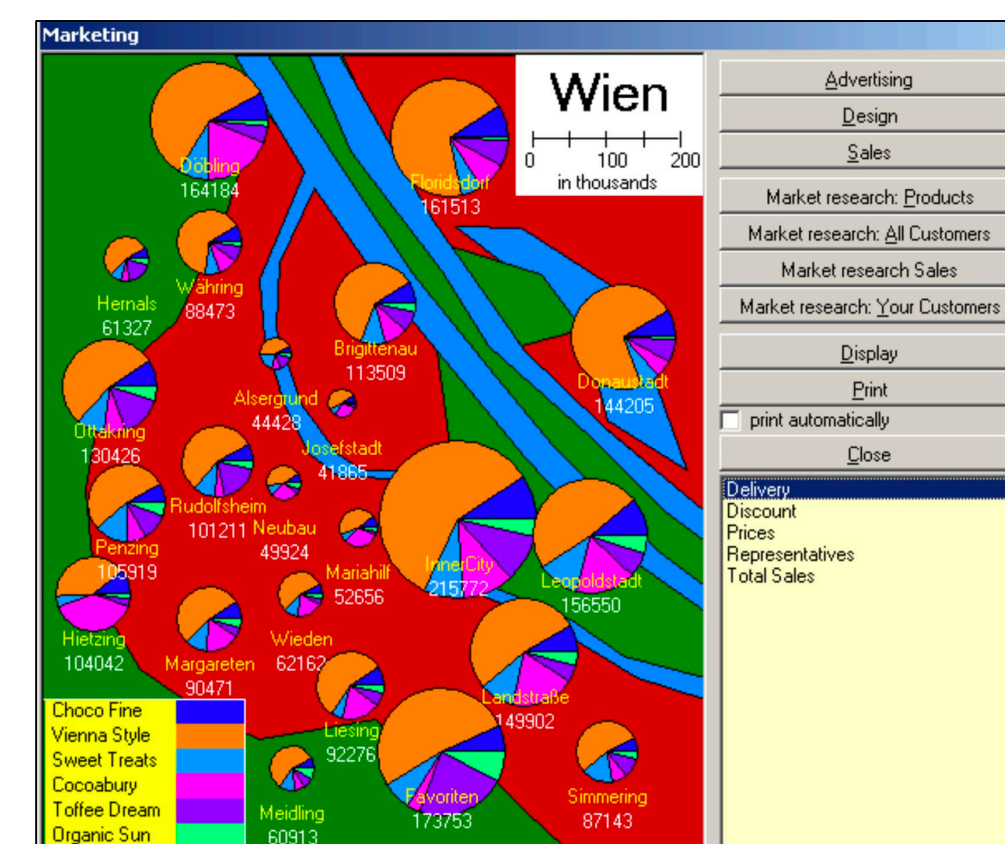 Marketing
Wien
0 100 200
in thousands
Döbling
164184
Floridsdorf
161513
Hernals
61327
Währing
88473
Brigittenau
113509
Donaustadt
144205
Alsergrund
44428
Josefstadt
41865
Ottakring
130426
Rudolfsheim
101211
Neubau
49924
Penzing
105919
Mariahilf
52656
InnerCity
215772
Leopoldstadt
156550
Hietzing
104042
Margareten
90471
Wieden
62162
Landstraße
149902
Liesing
92276
Favoriten
173753
Simmering
87143
Meidling
60913
Choco Fine
Vienna Style
Sweet Treats
Cocoabury
Toffee Dream
Organic Sun
Advertising
Design
Sales
Market research: Products
Market research: All Customers
Market research Sales
Market research: Your Customers
Display
Print
print automatically
Close
Delivery
Discount
Prices
Representatives
Total Sales